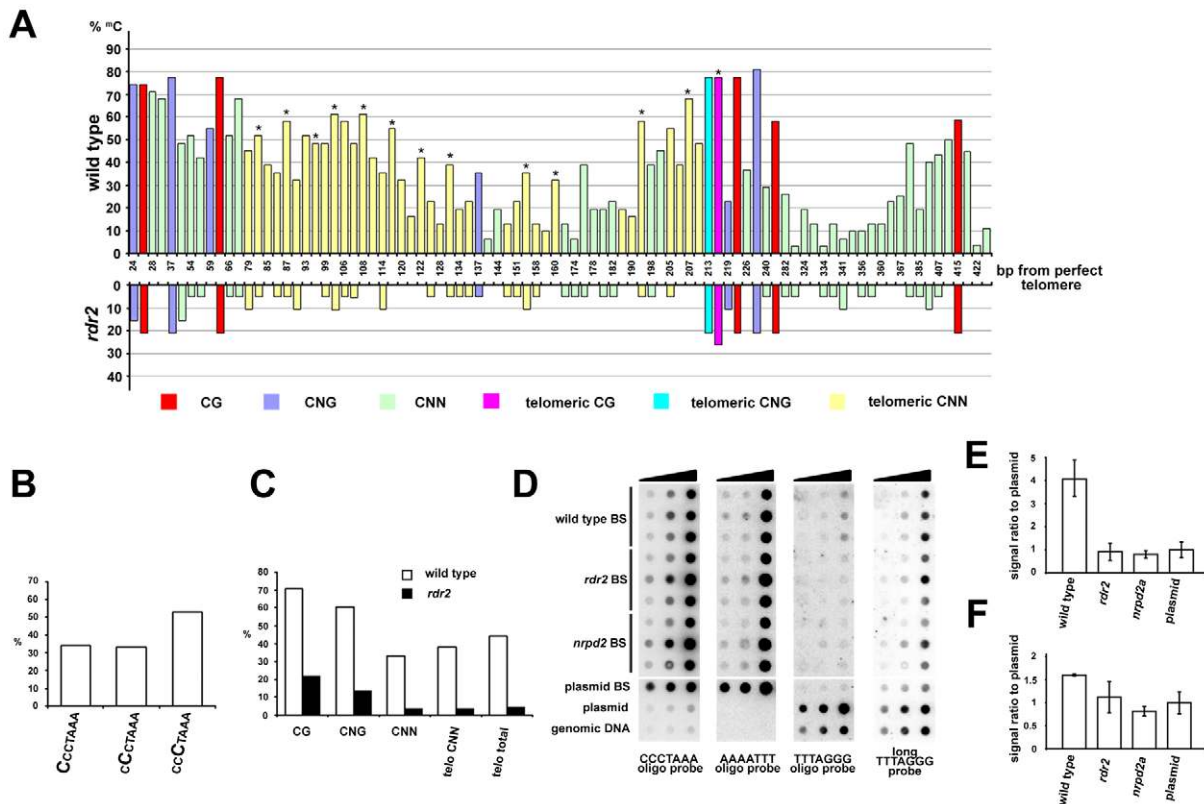 A
% ᵐC
wild type
90
80
70
60
50
40
30
20
10
0
24 28 37 54 59 66 79 87 99 106 108 114 120 122 128 134 137 144 151 160 174 178 182 190 198 205 207 213 219 226 240 282 324 334 341 356 360 367 385 407 415 422
bp from perfect
telomere
rdr2
0
10
20
30
40
CG CNG CNN telomeric CG telomeric CNG telomeric CNN
B
%
70
60
50
40
30
20
10
0
CCCTAAA CCCTAAA CCCTAAA
C
wild type
rdr2
%
80
70
60
50
40
30
20
10
0
CG CNG CNN telo CNN telo total
D
wild type BS
rdr2 BS
nrpd2 BS
plasmid BS
plasmid
genomic DNA
CCCTAAA
oligo probe
AAAATTT
oligo probe
TTTAGGG
oligo probe
long
TTTAGGG
probe
E
signal ratio to plasmid
5
4
3
2
1
0
wild type
rdr2
nrpd2a
plasmid
F
signal ratio to plasmid
2
1
0
wild type
rdr2
nrpd2a
plasmid